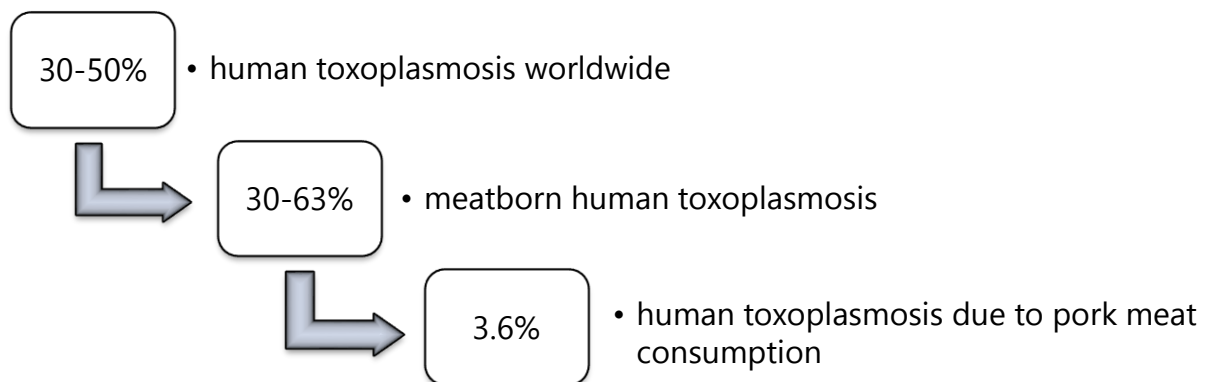 30-50%
• human toxoplasmosis worldwide
30-63%
• meatborn human toxoplasmosis
3.6%
• human toxoplasmosis due to pork meat
consumption